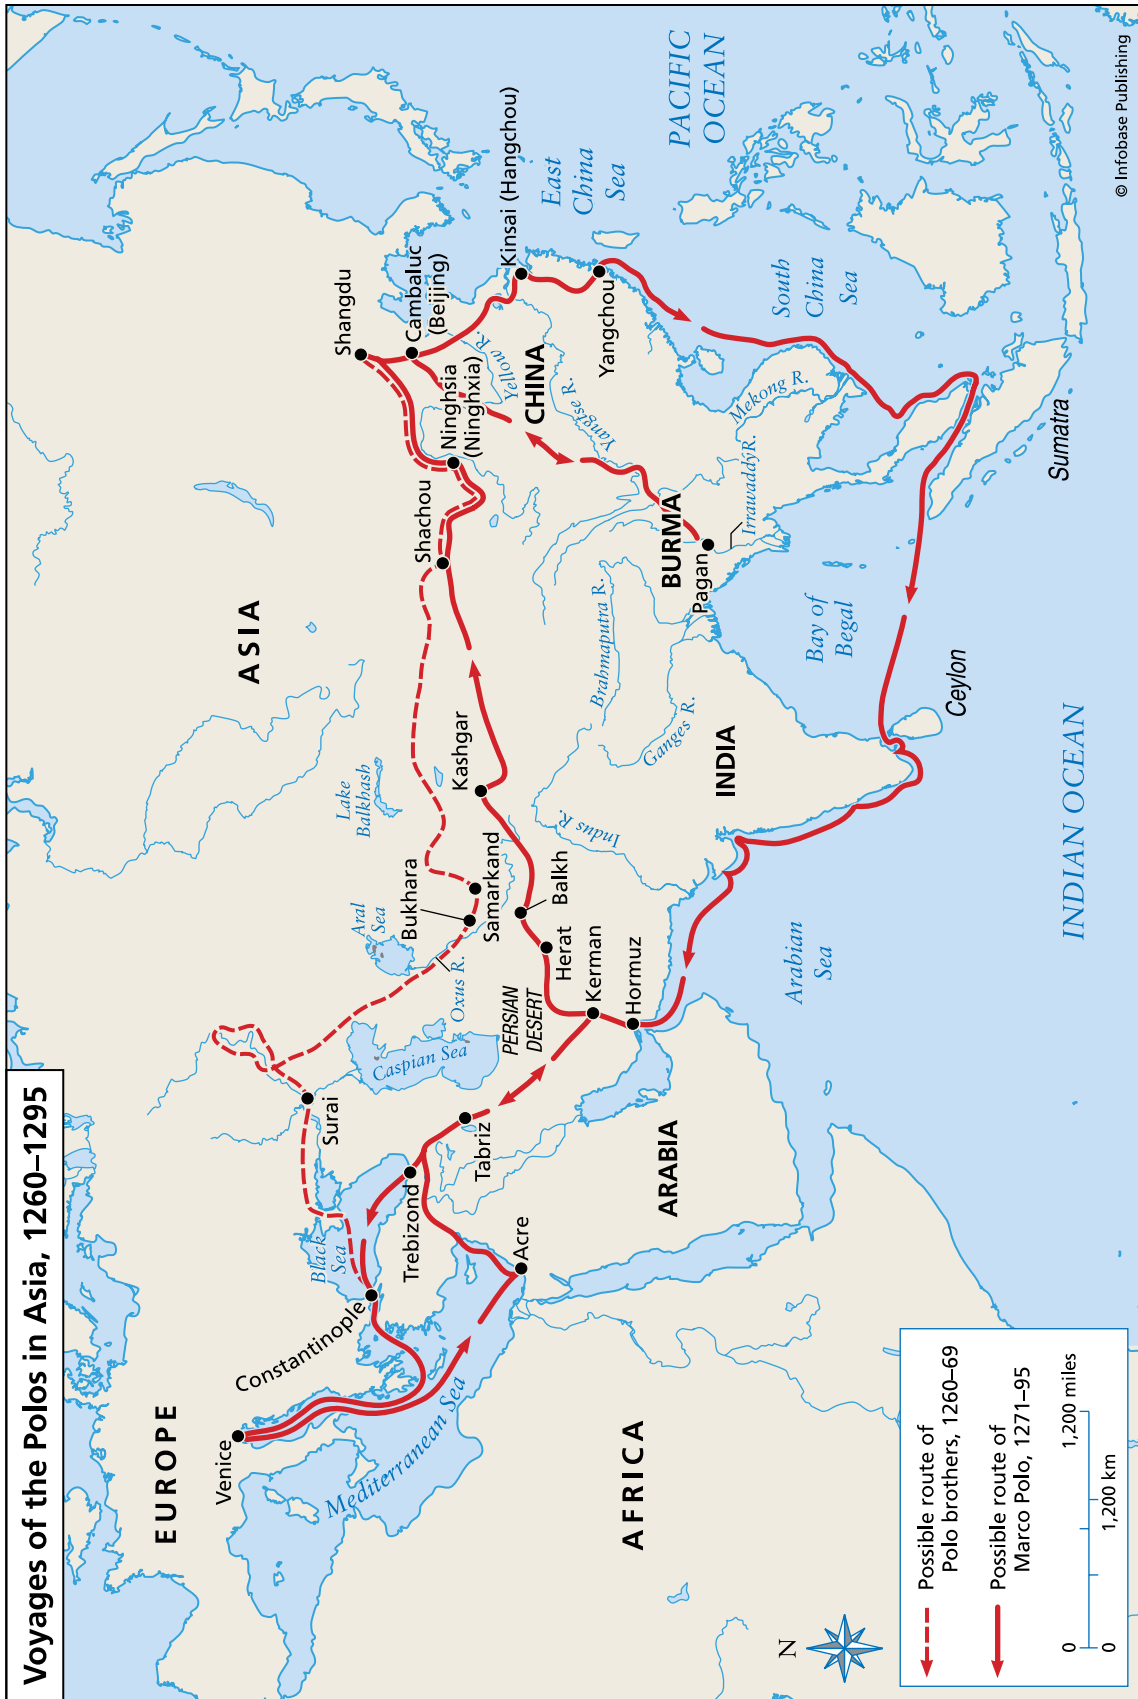 Voyages of the Polos in Asia, 1260–1295
EUROPE
Venice
Constantinople
Black
Sea
Surai
Trebizond
Tabriz
Acre
Mediterranean Sea
AFRICA
ARABIA
Caspian Sea
Aral
Sea
Oxus R.
PERSIAN
DESERT
Bukhara
Samarkand
Herat
Balkh
Kerman
Hormuz
Lake
Balkhash
Kashgar
ASIA
Shachou
Ninghsia
(Ninghxia)
Shangdu
Cambaluc
(Beijing)
Kinsai (Hangchou)
Yangchou
CHINA
Yellow R.
Yangtse R.
Mekong R.
Irrawaddy R.
BURMA
Pagan
Brahmaputra R.
Ganges R.
Indus R.
INDIA
Arabian
Sea
Bay of
Begal
Ceylon
Sumatra
INDIAN OCEAN
South
China
Sea
East
China
Sea
PACIFIC
OCEAN
N
Possible route of
Polo brothers, 1260–69
Possible route of
Marco Polo, 1271–95
0
1,200 miles
0
1,200 km
© Infobase Publishing